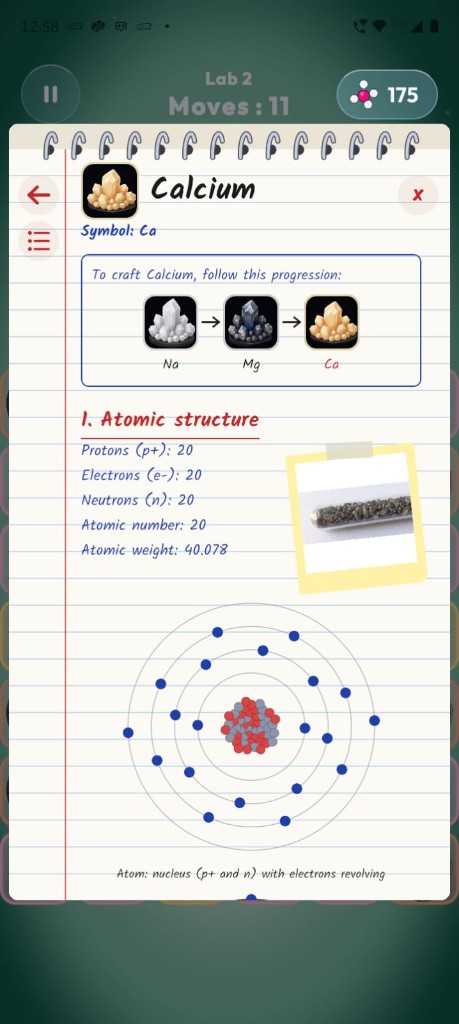 12:58
Lab 2
Moves : 11
175
Calcium
x
Symbol: Ca
To craft Calcium, follow this progression:
Na
Mg
Ca
1. Atomic structure
Protons (p+): 20
Electrons (e-): 20
Neutrons (n): 20
Atomic number: 20
Atomic weight: 40.078
Atom: nucleus (p+ and n) with electrons revolving